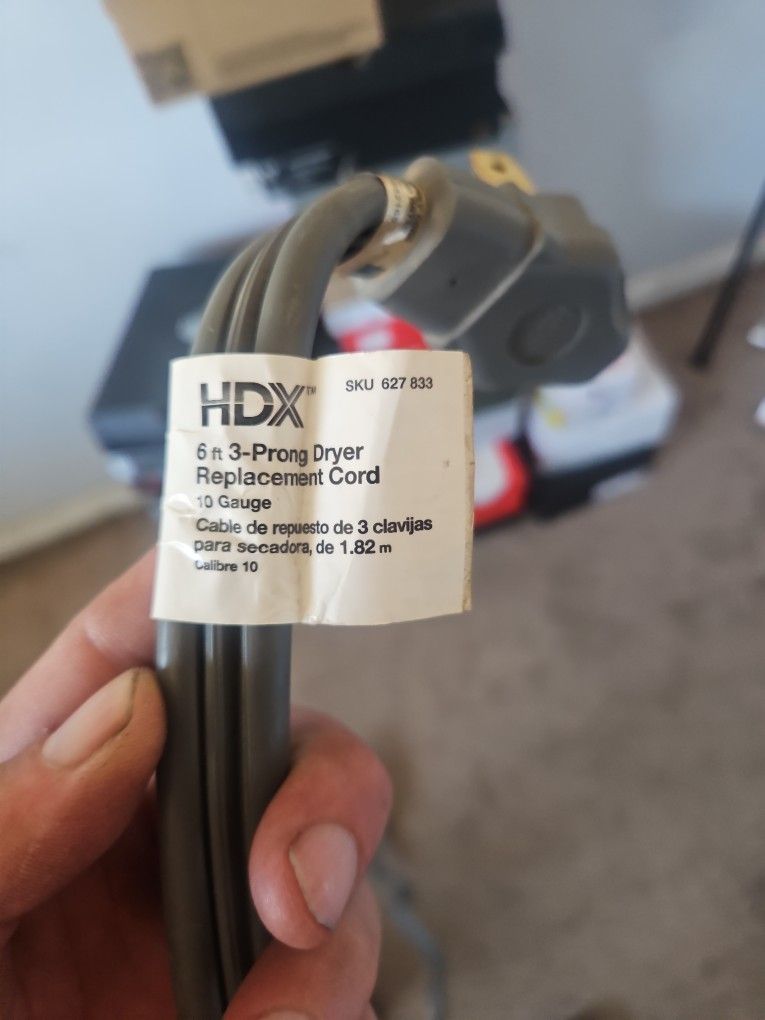 HDX™ SKU 627 833
6 ft 3-Prong Dryer
Replacement Cord
10 Gauge
Cable de repuesto de 3 clavijas
para secadora, de 1.82 m
Calibre 10